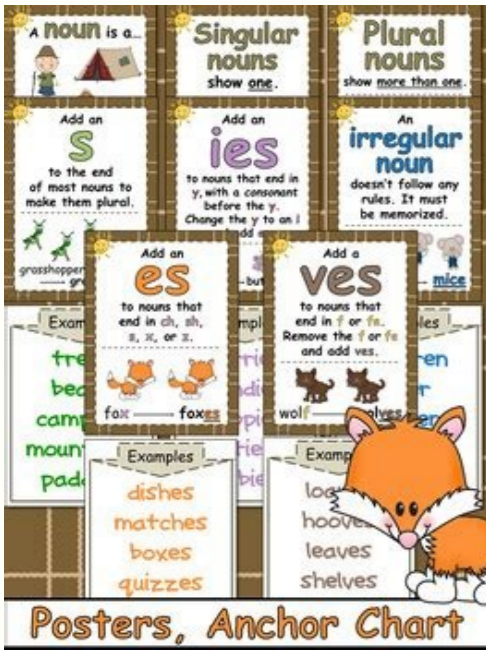 A noun is a...
Singular
nouns
show one.
Plural
nouns
show more than one.
Add an
s
to the end
of most nouns to
make them plural.
grasshopper
Add an
ies
to nouns that end in
y, with a consonant
before the y.
Change the y to an i
An
irregular
noun
doesn't follow any
rules. It must
be memorized.
mice
Add an
es
to nouns that
end in ch, sh,
s, x, or z.
fox foxes
Add a
ves
to nouns that
end in f or fe.
Remove the f or fe
and add ves.
wolf
Examples
dishes
matches
boxes
quizzes
hooves
leaves
shelves
Posters, Anchor Chart